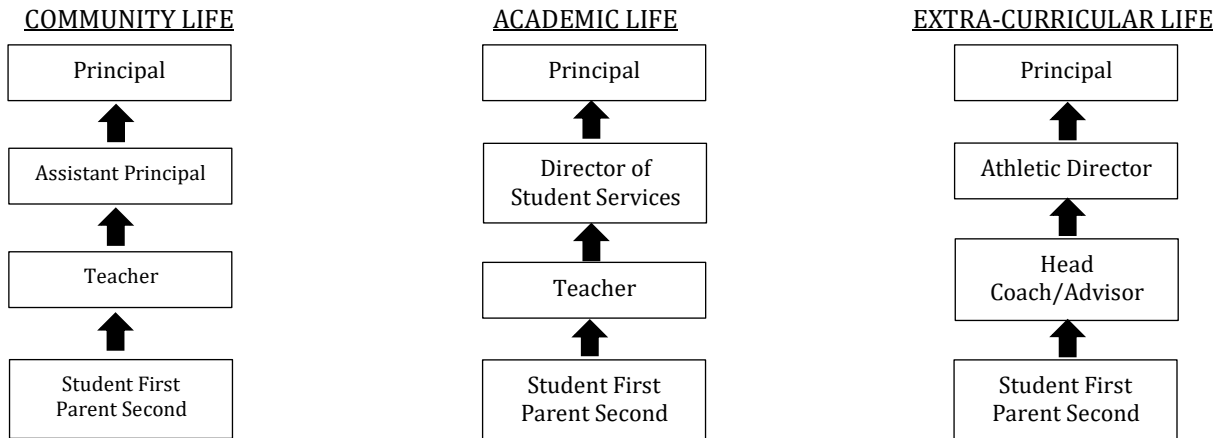 COMMUNITY LIFE
Principal
Assistant Principal
Teacher
Student First
Parent Second
ACADEMIC LIFE
Principal
Director of
Student Services
Teacher
Student First
Parent Second
EXTRA-CURRICULAR LIFE
Principal
Athletic Director
Head
Coach/Advisor
Student First
Parent Second